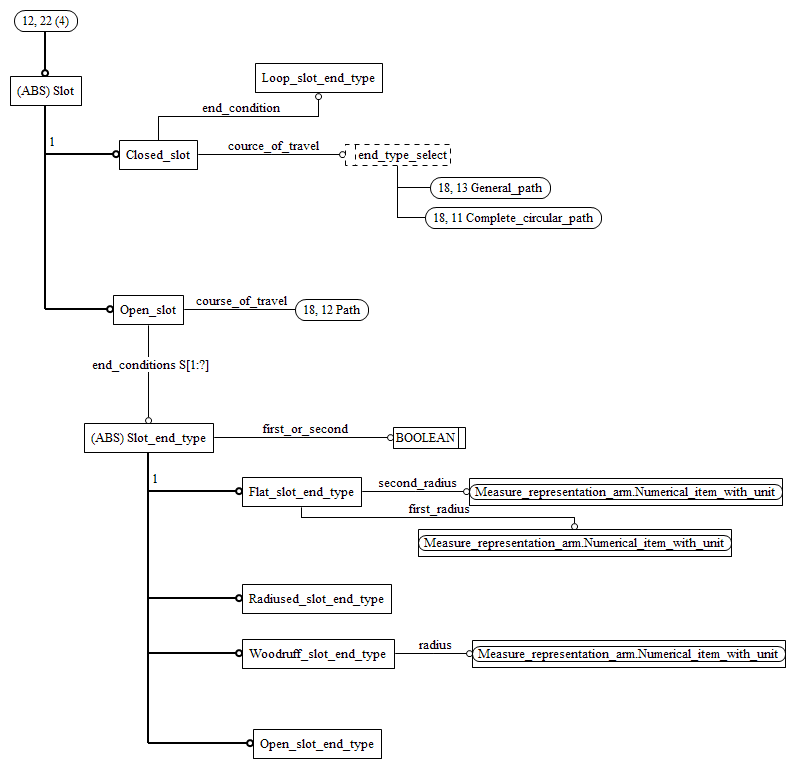 12, 22 (4)
(ABS) Slot
Loop_slot_end_type
end_condition
1
Closed_slot
cource_of_travel
end_type_select
18, 13 General_path
18, 11 Complete_circular_path
Open_slot
course_of_travel
18, 12 Path
end_conditions S[1:?]
(ABS) Slot_end_type
first_or_second
BOOLEAN
1
Flat_slot_end_type
second_radius
Measure_representation_arm.Numerical_item_with_unit
first_radius
Measure_representation_arm.Numerical_item_with_unit
Radiused_slot_end_type
Woodruff_slot_end_type
radius
Measure_representation_arm.Numerical_item_with_unit
Open_slot_end_type